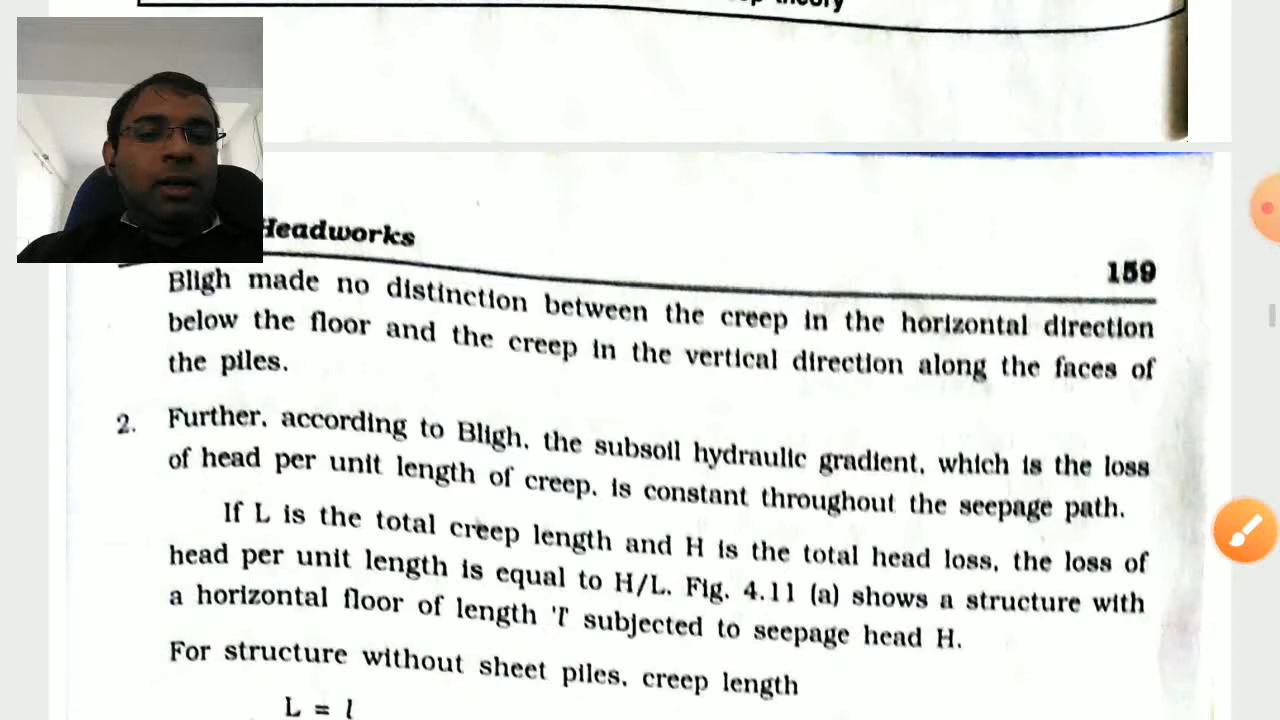 theory
Headworks
159
Bligh made no distinction between the creep in the horizontal direction
below the floor and the creep in the vertical direction along the faces of
the piles.
2. Further, according to Bligh, the subsoil hydraulic gradient, which is the loss
of head per unit length of creep, is constant throughout the seepage path.
If L is the total creep length and H is the total head loss, the loss of
head per unit length is equal to H/L. Fig. 4.11 (a) shows a structure with
a horizontal floor of length 'l' subjected to seepage head H.
For structure without sheet piles, creep length
L = l